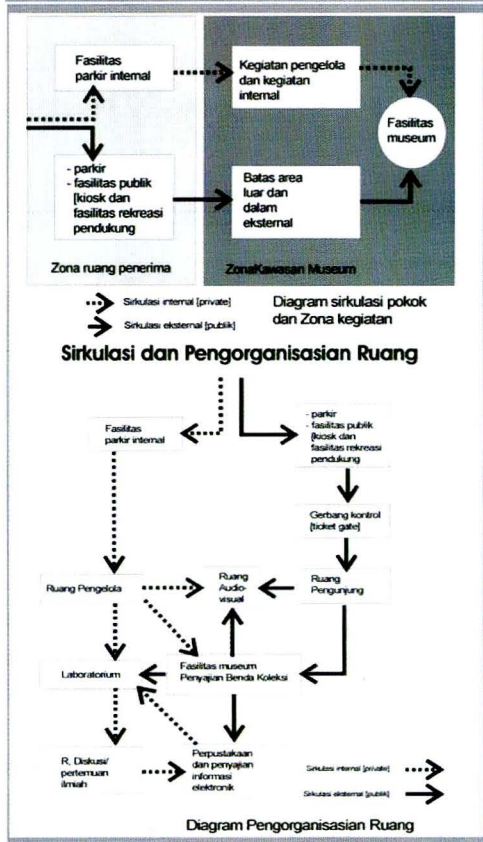 Fasilitas
parkir internal
Kegiatan pengelola
dan kegiatan
internal
Fasilitas
museum
- parkir
- fasilitas publik
[kiosk dan
fasilitas rekreasi
pendukung
Batas area
luar dan
dalam
eksternal
Zona ruang penerima
ZonaKawasan Museum
Sirkulasi internal [private]
Sirkulasi eksternal [publik]
Diagram sirkulasi pokok
dan Zona kegiatan
Sirkulasi dan Pengorganisasian Ruang
Fasilitas
parkir internal
- parkir
- fasilitas publik
[kiosk dan
fasilitas rekreasi
pendukung
Gerbang kontrol
[ticket gate]
Ruang Pengelola
Ruang
Audio-
visual
Ruang
Pengunjung
Laboratorium
Fasilitas museum
Penyajian Benda Koleksi
R, Diskusi/
pertemuan
ilmiah
Perpustakaan
dan penyajian
informasi
elektronik
Sirkulasi internal [private]
Sirkulasi eksternal [publik]
Diagram Pengorganisasian Ruang